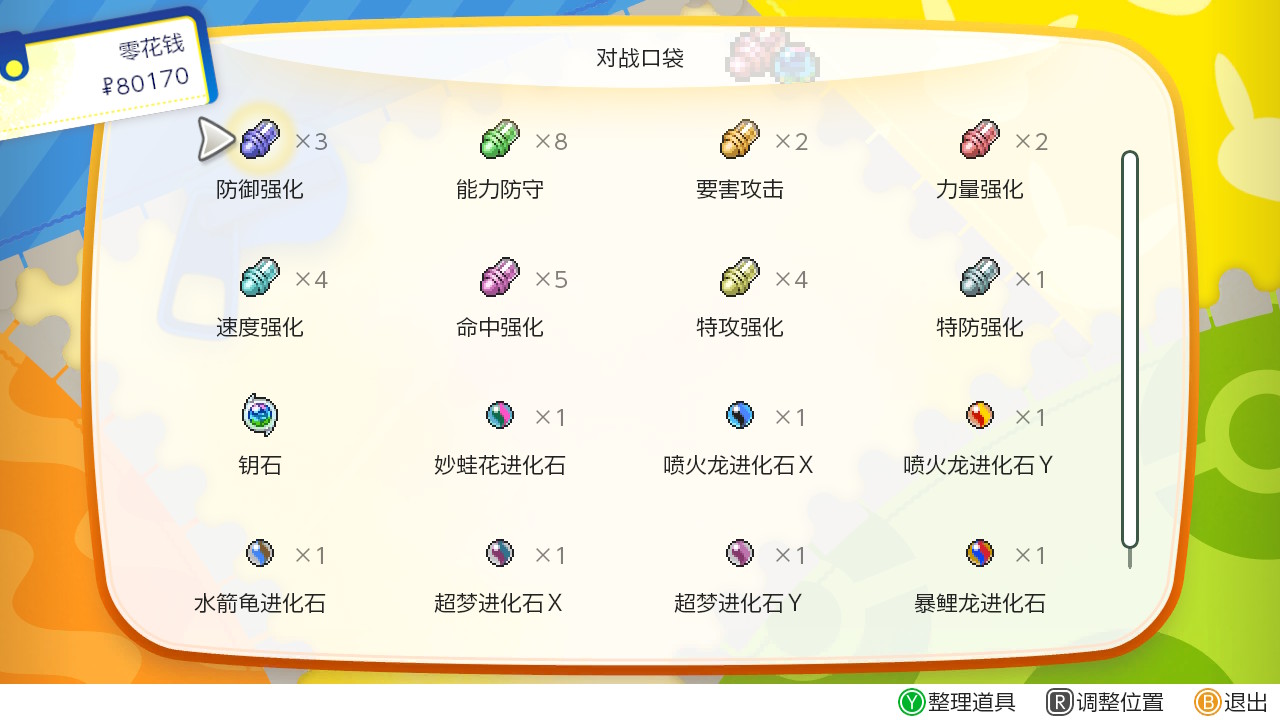 零花钱
₽80170
对战口袋
×3 ×8 ×2 ×2
防御强化 能力防守 要害攻击 力量强化
×4 ×5 ×4 ×1
速度强化 命中强化 特攻强化 特防强化
×1 ×1 ×1
钥石 妙蛙花进化石 喷火龙进化石X 喷火龙进化石Y
×1 ×1 ×1 ×1
水箭龟进化石 超梦进化石X 超梦进化石Y 暴鲤龙进化石
Y 整理道具 R 调整位置 B 退出